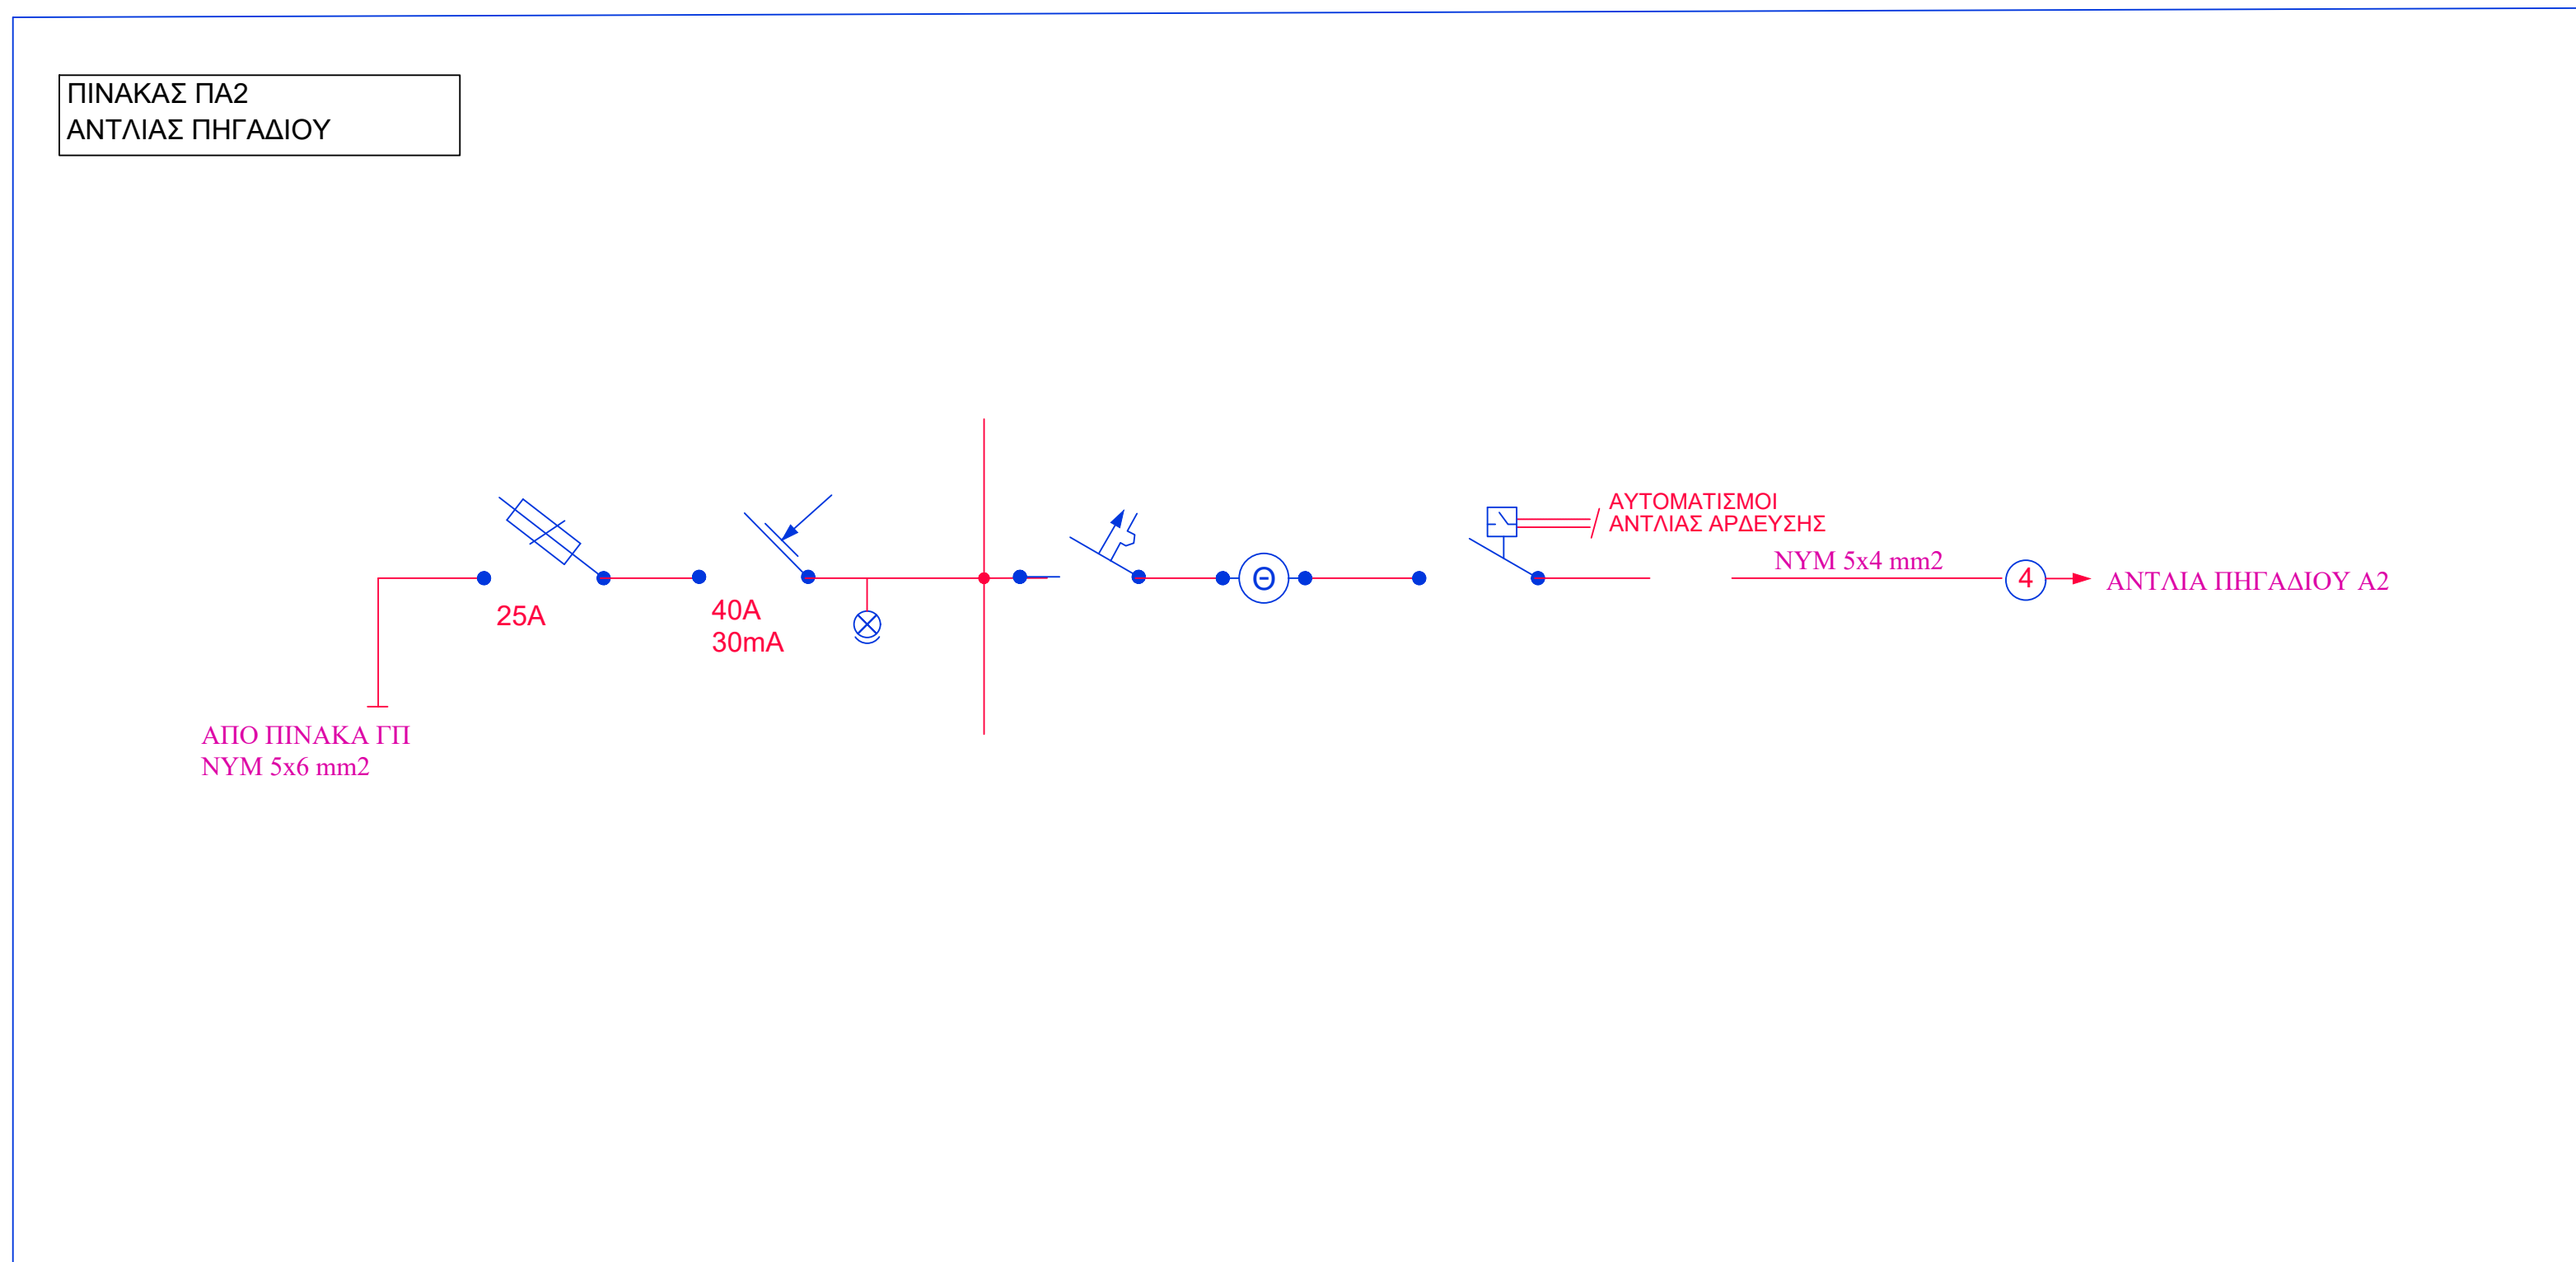 ΠΙΝΑΚΑΣ ΠΑ2
ΑΝΤΛΙΑΣ ΠΗΓΑΔΙΟΥ
ΑΥΤΟΜΑΤΙΣΜΟΙ
ΑΝΤΛΙΑΣ ΑΡΔΕΥΣΗΣ
NYM 5x4 mm2
Θ
4
ΑΝΤΛΙΑ ΠΗΓΑΔΙΟΥ Α2
25A
40A
30mA
ΑΠΟ ΠΙΝΑΚΑ ΓΠ
NYM 5x6 mm2